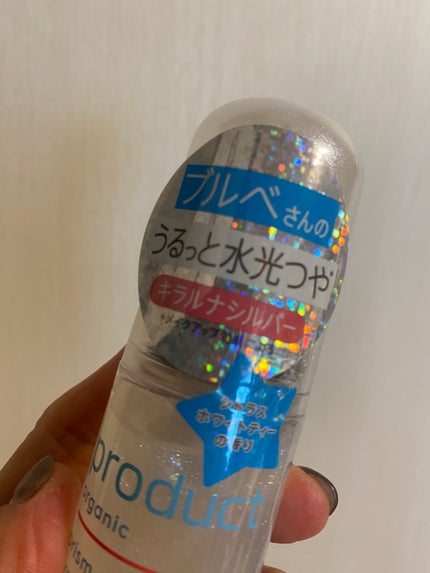 ブルベさんの
うるっと水光つや*
キラルナシルバー
シトラス
ホワイトティー
の香り
product
organic